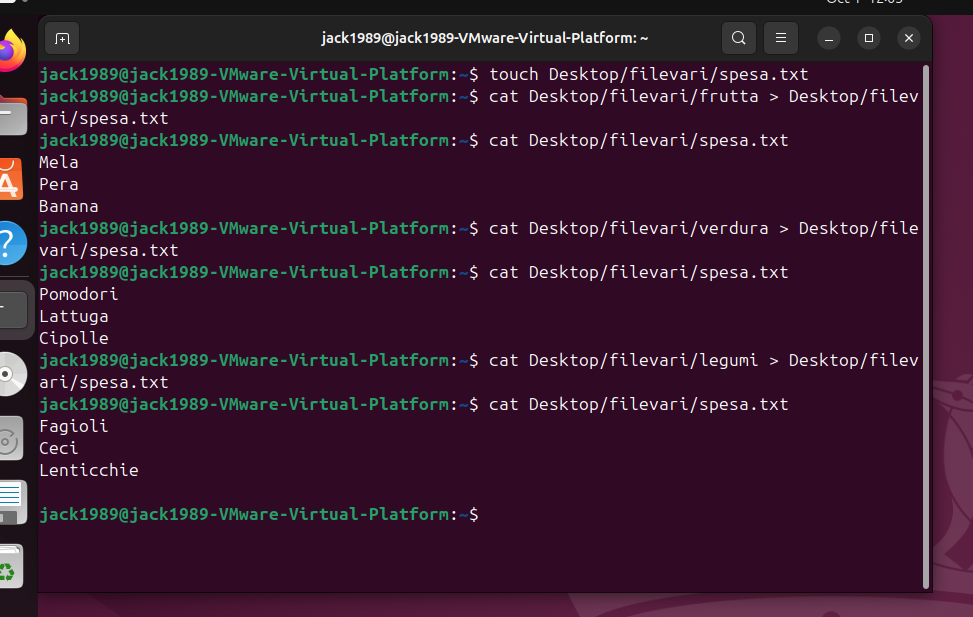 jack1989@jack1989-VMware-Virtual-Platform: ~
jack1989@jack1989-VMware-Virtual-Platform:~$ touch Desktop/filevari/spesa.txt
jack1989@jack1989-VMware-Virtual-Platform:~$ cat Desktop/filevari/frutta > Desktop/filev
ari/spesa.txt
jack1989@jack1989-VMware-Virtual-Platform:~$ cat Desktop/filevari/spesa.txt
Mela
Pera
Banana
jack1989@jack1989-VMware-Virtual-Platform:~$ cat Desktop/filevari/verdura > Desktop/file
vari/spesa.txt
jack1989@jack1989-VMware-Virtual-Platform:~$ cat Desktop/filevari/spesa.txt
Pomodori
Lattuga
Cipolle
jack1989@jack1989-VMware-Virtual-Platform:~$ cat Desktop/filevari/legumi > Desktop/filev
ari/spesa.txt
jack1989@jack1989-VMware-Virtual-Platform:~$ cat Desktop/filevari/spesa.txt
Fagioli
Ceci
Lenticchie
jack1989@jack1989-VMware-Virtual-Platform:~$